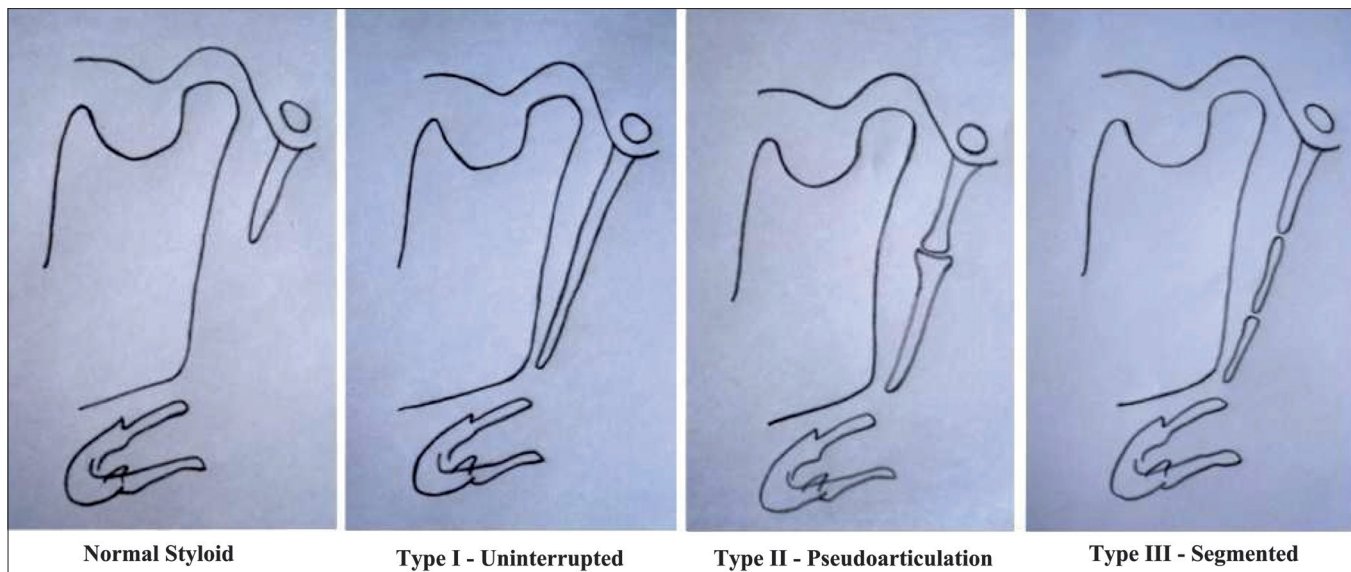 Normal Styloid
Type I - Uninterrupted
Type II - Pseudoarticulation
Type III - Segmented